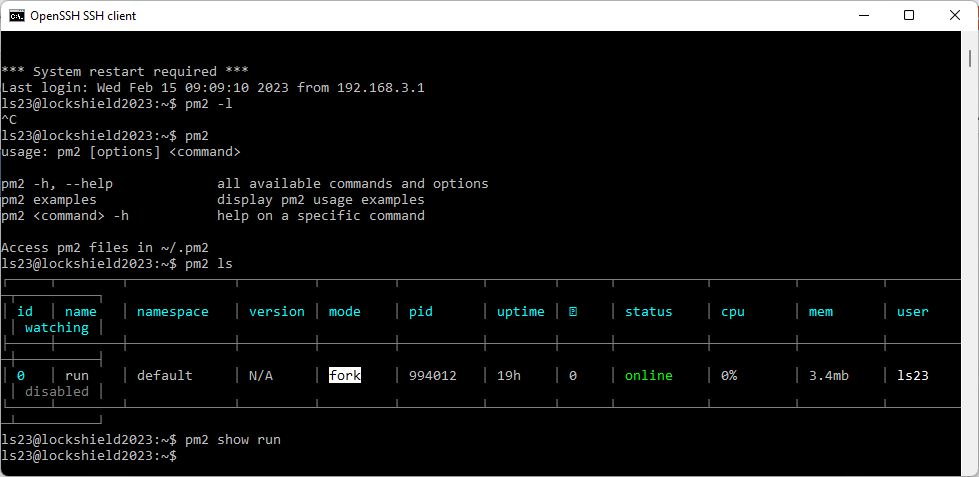 OpenSSH SSH client
*** System restart required ***
Last login: Wed Feb 15 09:09:10 2023 from 192.168.3.1
ls23@lockshield2023:~$ pm2 -l
^C
ls23@lockshield2023:~$ pm2
usage: pm2 [options] <command>
pm2 -h, --help             all available commands and options
pm2 examples               display pm2 usage examples
pm2 <command> -h           help on a specific command
Access pm2 files in ~/.pm2
ls23@lockshield2023:~$ pm2 ls
│ id  │ name   │ namespace   │ version │ mode    │ pid      │ uptime │ │ status    │ cpu      │ mem      │ user
│ watching │
│ 0   │ run    │ default     │ N/A     │ fork    │ 994012   │ 19h    │ 0    │ online    │ 0%       │ 3.4mb    │ ls23
│ disabled │
ls23@lockshield2023:~$ pm2 show run
ls23@lockshield2023:~$